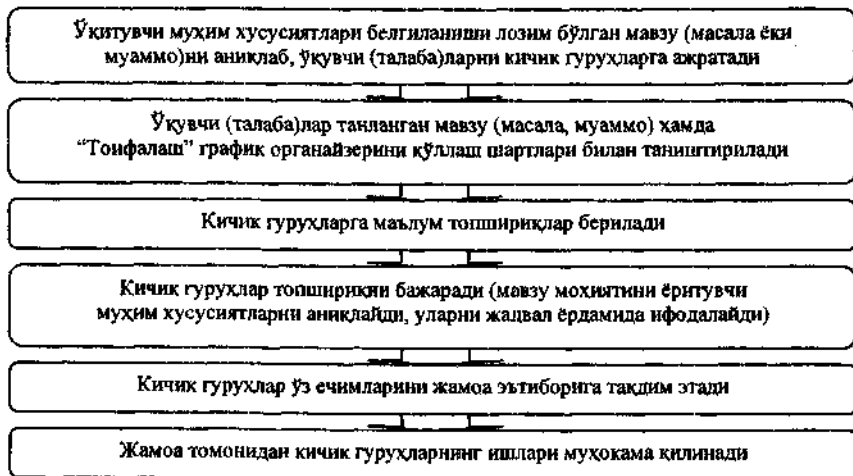 Ўқитувчи муҳим хусусиятлари белгиланиши лозим бўлган мавзу (масала ёки
муаммо)ни аниқлаб, ўқувчи (талаба)ларни кичик гуруҳларга ажратади
Ўқувчи (талаба)лар танланган мавзу (масала, муаммо) ҳамда
“Тоифалаш” график органайзерини қўллаш шартлари билан таништирилади
Кичик гуруҳларга маълум топшириқлар берилади
Кичик гуруҳлар топшириқни бажаради (мавзу моҳиятини ёритувчи
муҳим хусусиятларни аниқлайди, уларни жадвал ёрдамида ифодалайди)
Кичик гуруҳлар ўз ечимларини жамоа эътиборига тақдим этади
Жамоа томонидан кичик гуруҳларнинг ишлари муҳокама қилинади